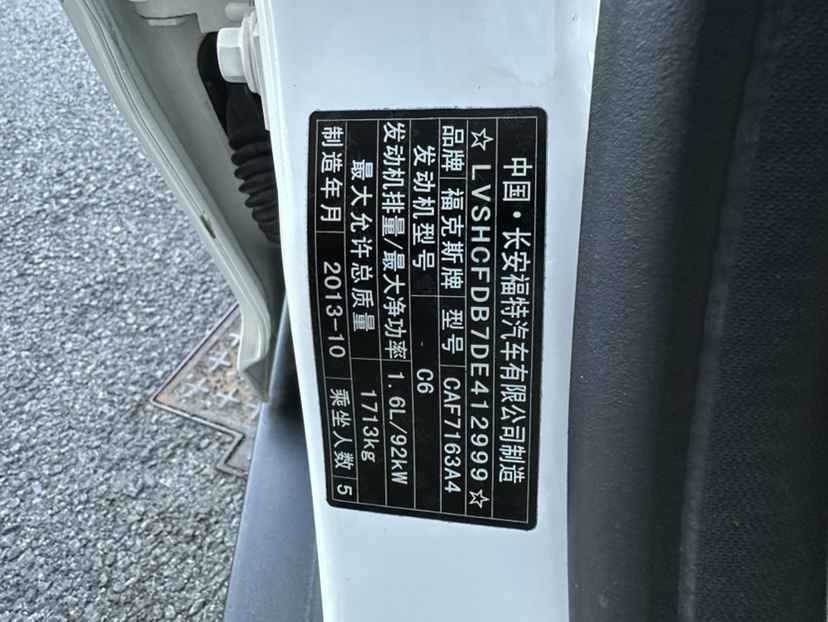 中国·长安福特汽车有限公司制造
☆LVSHCFDB7DE412999☆
品牌 福克斯牌 型号 CAF7163A4
发动机型号 C6
发动机排量/最大净功率 1.6L/92kW
最大允许总质量 1713kg
制造年月 2013-10 乘坐人数 5